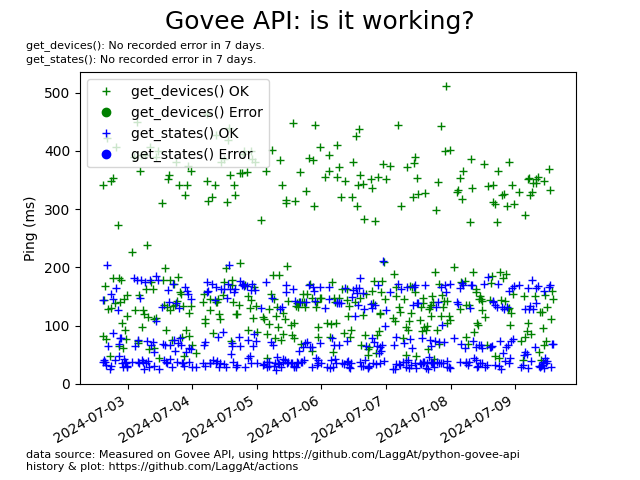 Govee API: is it working?
get_devices(): No recorded error in 7 days.
get_states(): No recorded error in 7 days.
get_devices() OK
get_devices() Error
get_states() OK
get_states() Error
Ping (ms)
500
400
300
200
100
0
2024-07-03
2024-07-04
2024-07-05
2024-07-06
2024-07-07
2024-07-08
2024-07-09
data source: Measured on Govee API, using https://github.com/LaggAt/python-govee-api
history & plot: https://github.com/LaggAt/actions